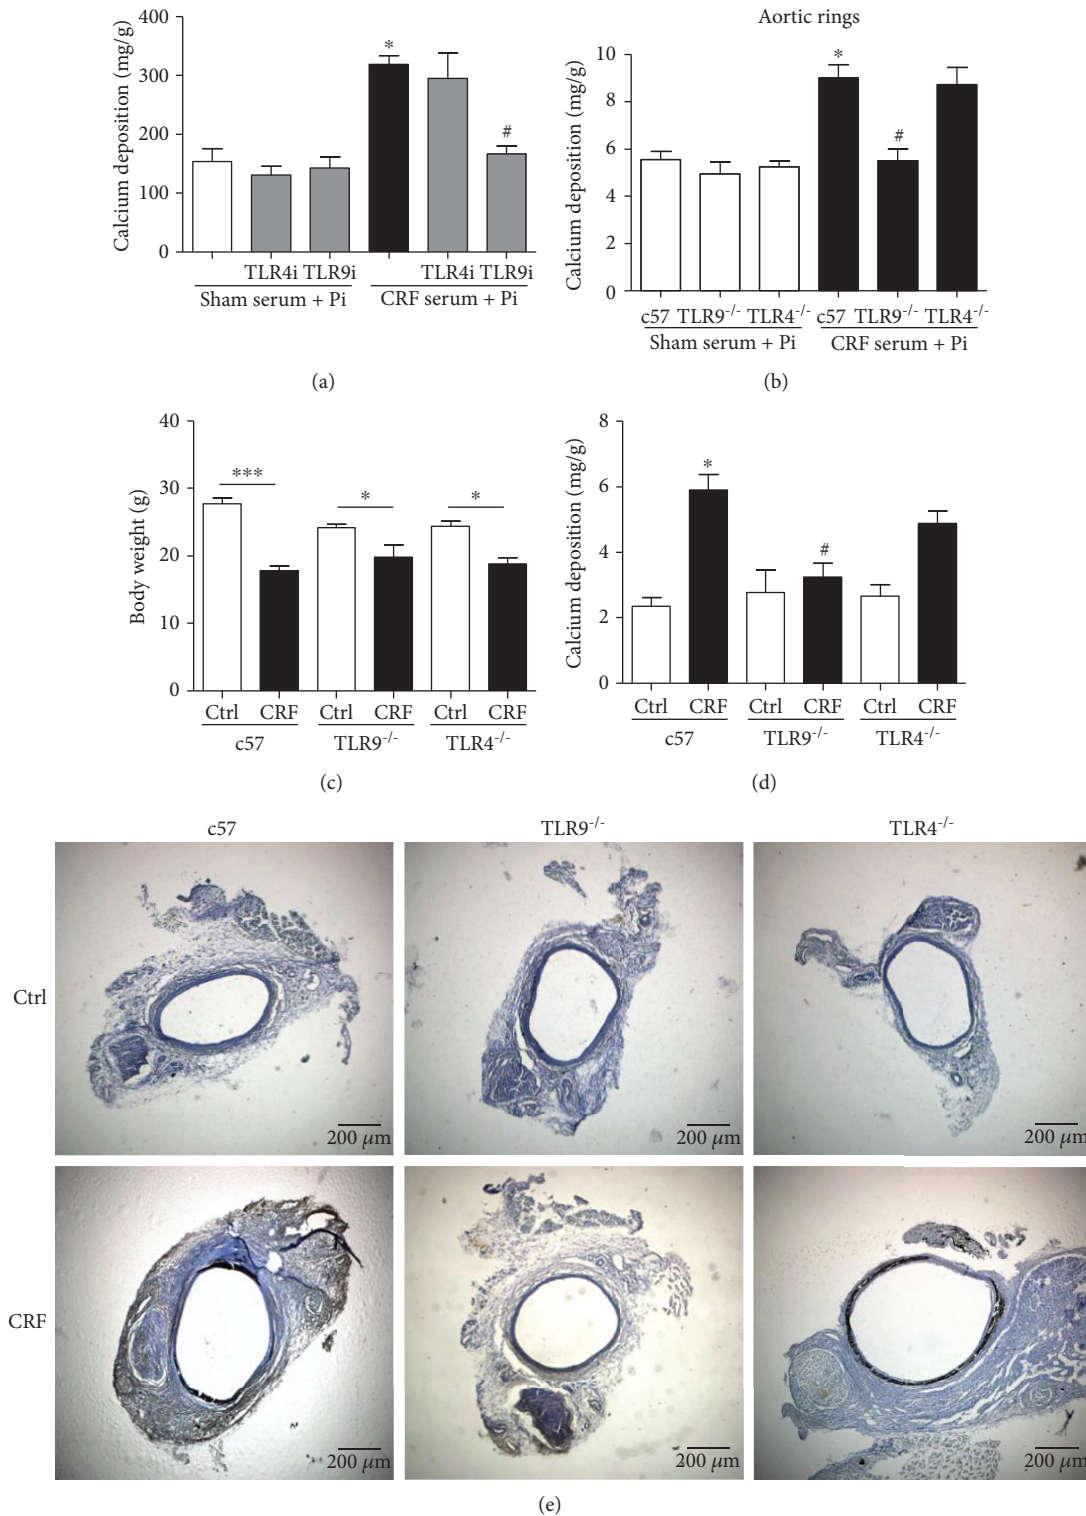 Calcium deposition (mg/g)
400
300
200
100
0
*
#
TLR4i TLR9i
TLR4i TLR9i
Sham serum + Pi
CRF serum + Pi
(a)
Aortic rings
Calcium deposition (mg/g)
10
8
6
4
2
0
*
#
c57 TLR9-/- TLR4-/-
c57 TLR9-/- TLR4-/-
Sham serum + Pi
CRF serum + Pi
(b)
Body weight (g)
40
30
20
10
0
***
*
*
Ctrl CRF Ctrl CRF Ctrl CRF
c57 TLR9-/- TLR4-/-
(c)
Calcium deposition (mg/g)
8
6
4
2
0
*
#
Ctrl CRF Ctrl CRF Ctrl CRF
c57 TLR9-/- TLR4-/-
(d)
c57 TLR9-/- TLR4-/-
Ctrl
200 μm 200 μm 200 μm
CRF
200 μm 200 μm 200 μm
(e)